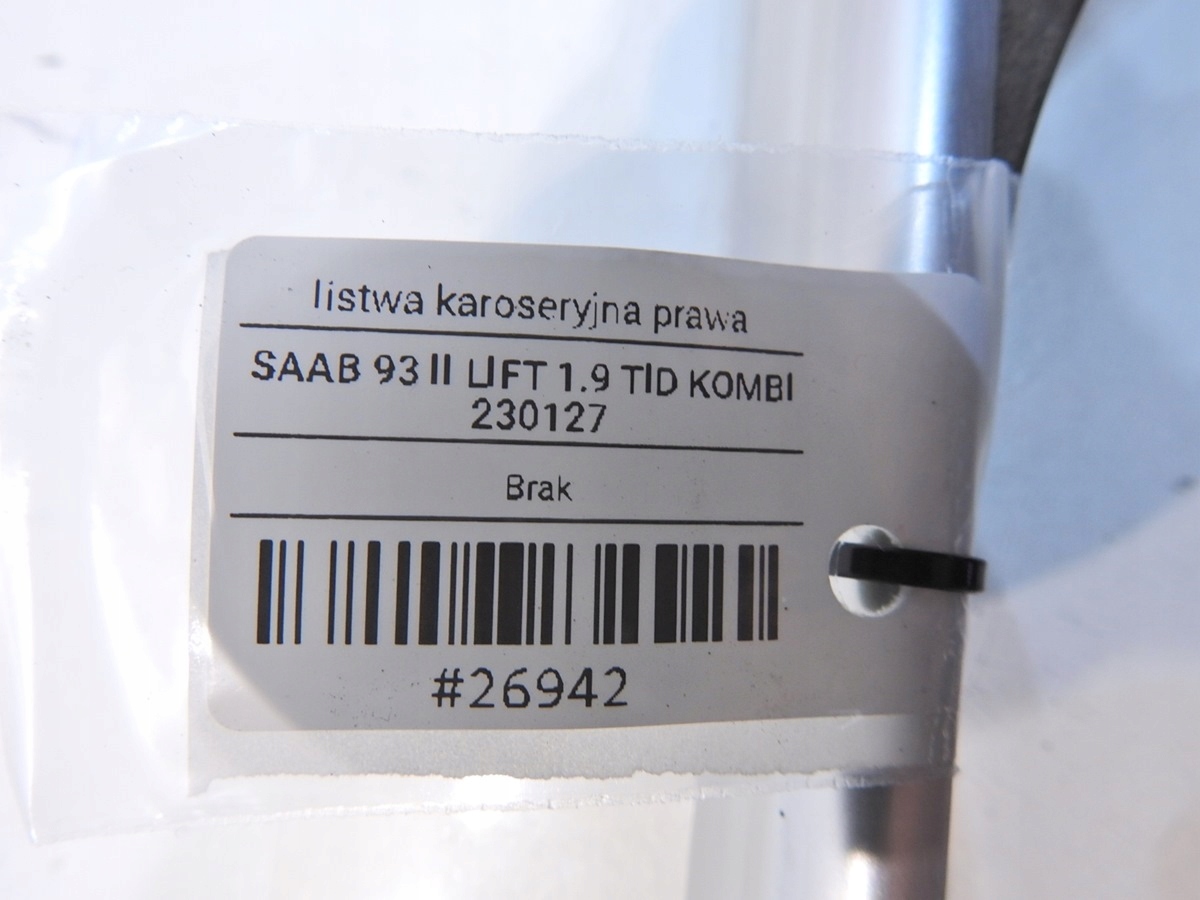 listwa karoseryjna prawa
SAAB 93 II LIFT 1.9 TID KOMBI
230127
Brak
#26942